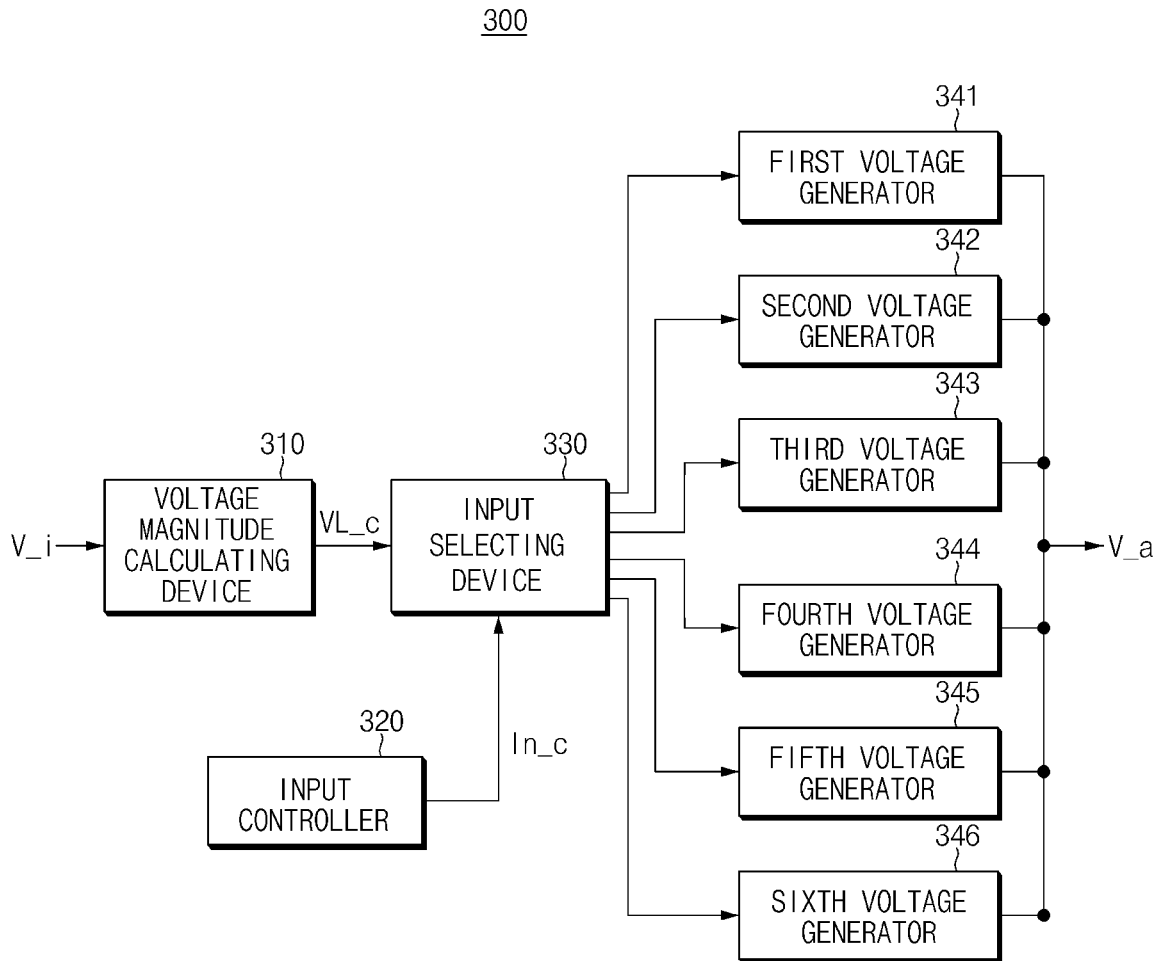 300
341
FIRST VOLTAGE
GENERATOR
342
SECOND VOLTAGE
GENERATOR
343
THIRD VOLTAGE
GENERATOR
310
330
V_i
VOLTAGE
MAGNITUDE
CALCULATING
DEVICE
VL_c
INPUT
SELECTING
DEVICE
V_a
344
FOURTH VOLTAGE
GENERATOR
320
In_c
INPUT
CONTROLLER
345
FIFTH VOLTAGE
GENERATOR
346
SIXTH VOLTAGE
GENERATOR